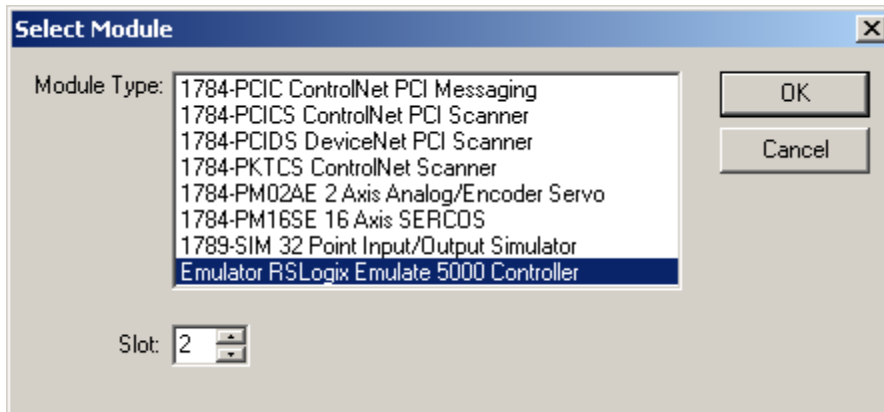 Select Module
Module Type:
1784-PCIC ControlNet PCI Messaging
1784-PCICS ControlNet PCI Scanner
1784-PCIDS DeviceNet PCI Scanner
1784-PKTCS ControlNet Scanner
1784-PM02AE 2 Axis Analog/Encoder Servo
1784-PM16SE 16 Axis SERCOS
1789-SIM 32 Point Input/Output Simulator
Emulator RSLogix Emulate 5000 Controller
OK
Cancel
Slot: 2